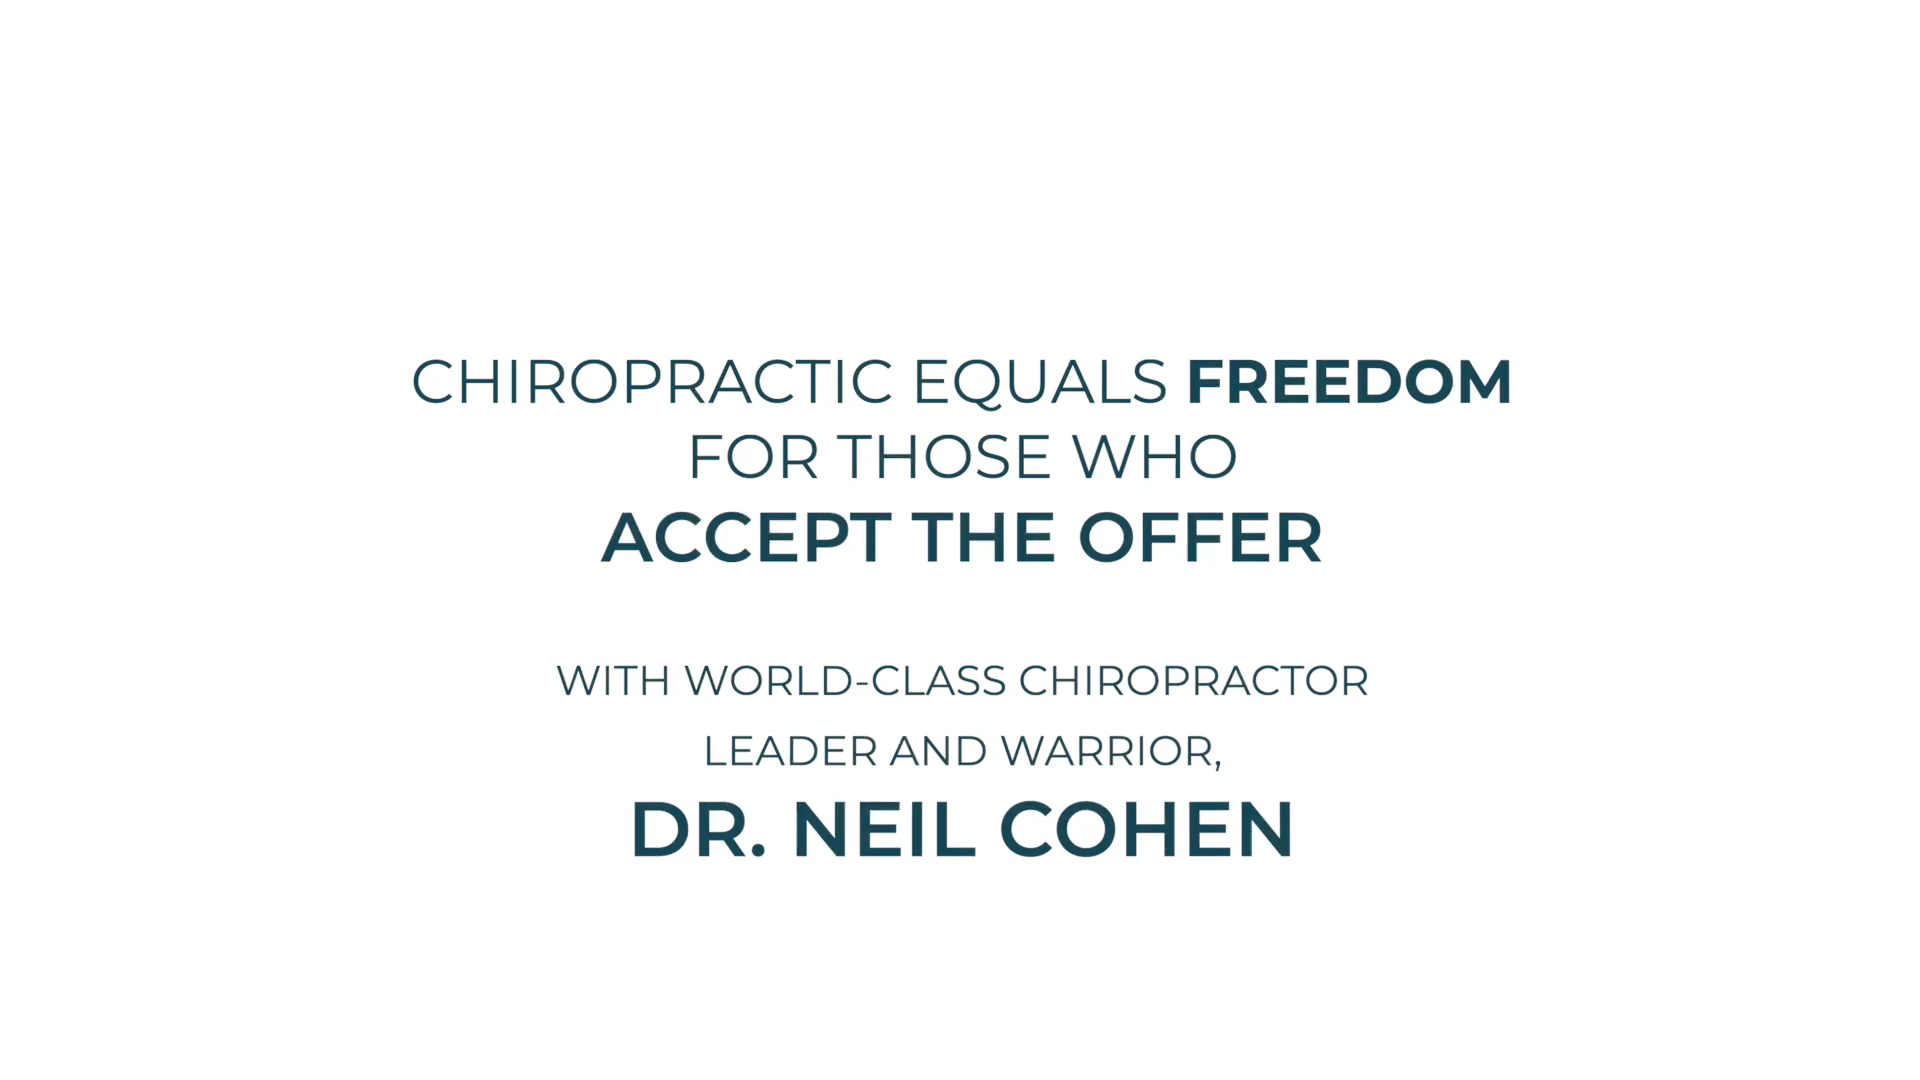 CHIROPRACTIC EQUALS FREEDOM
FOR THOSE WHO
ACCEPT THE OFFER
WITH WORLD-CLASS CHIROPRACTOR
LEADER AND WARRIOR,
DR. NEIL COHEN